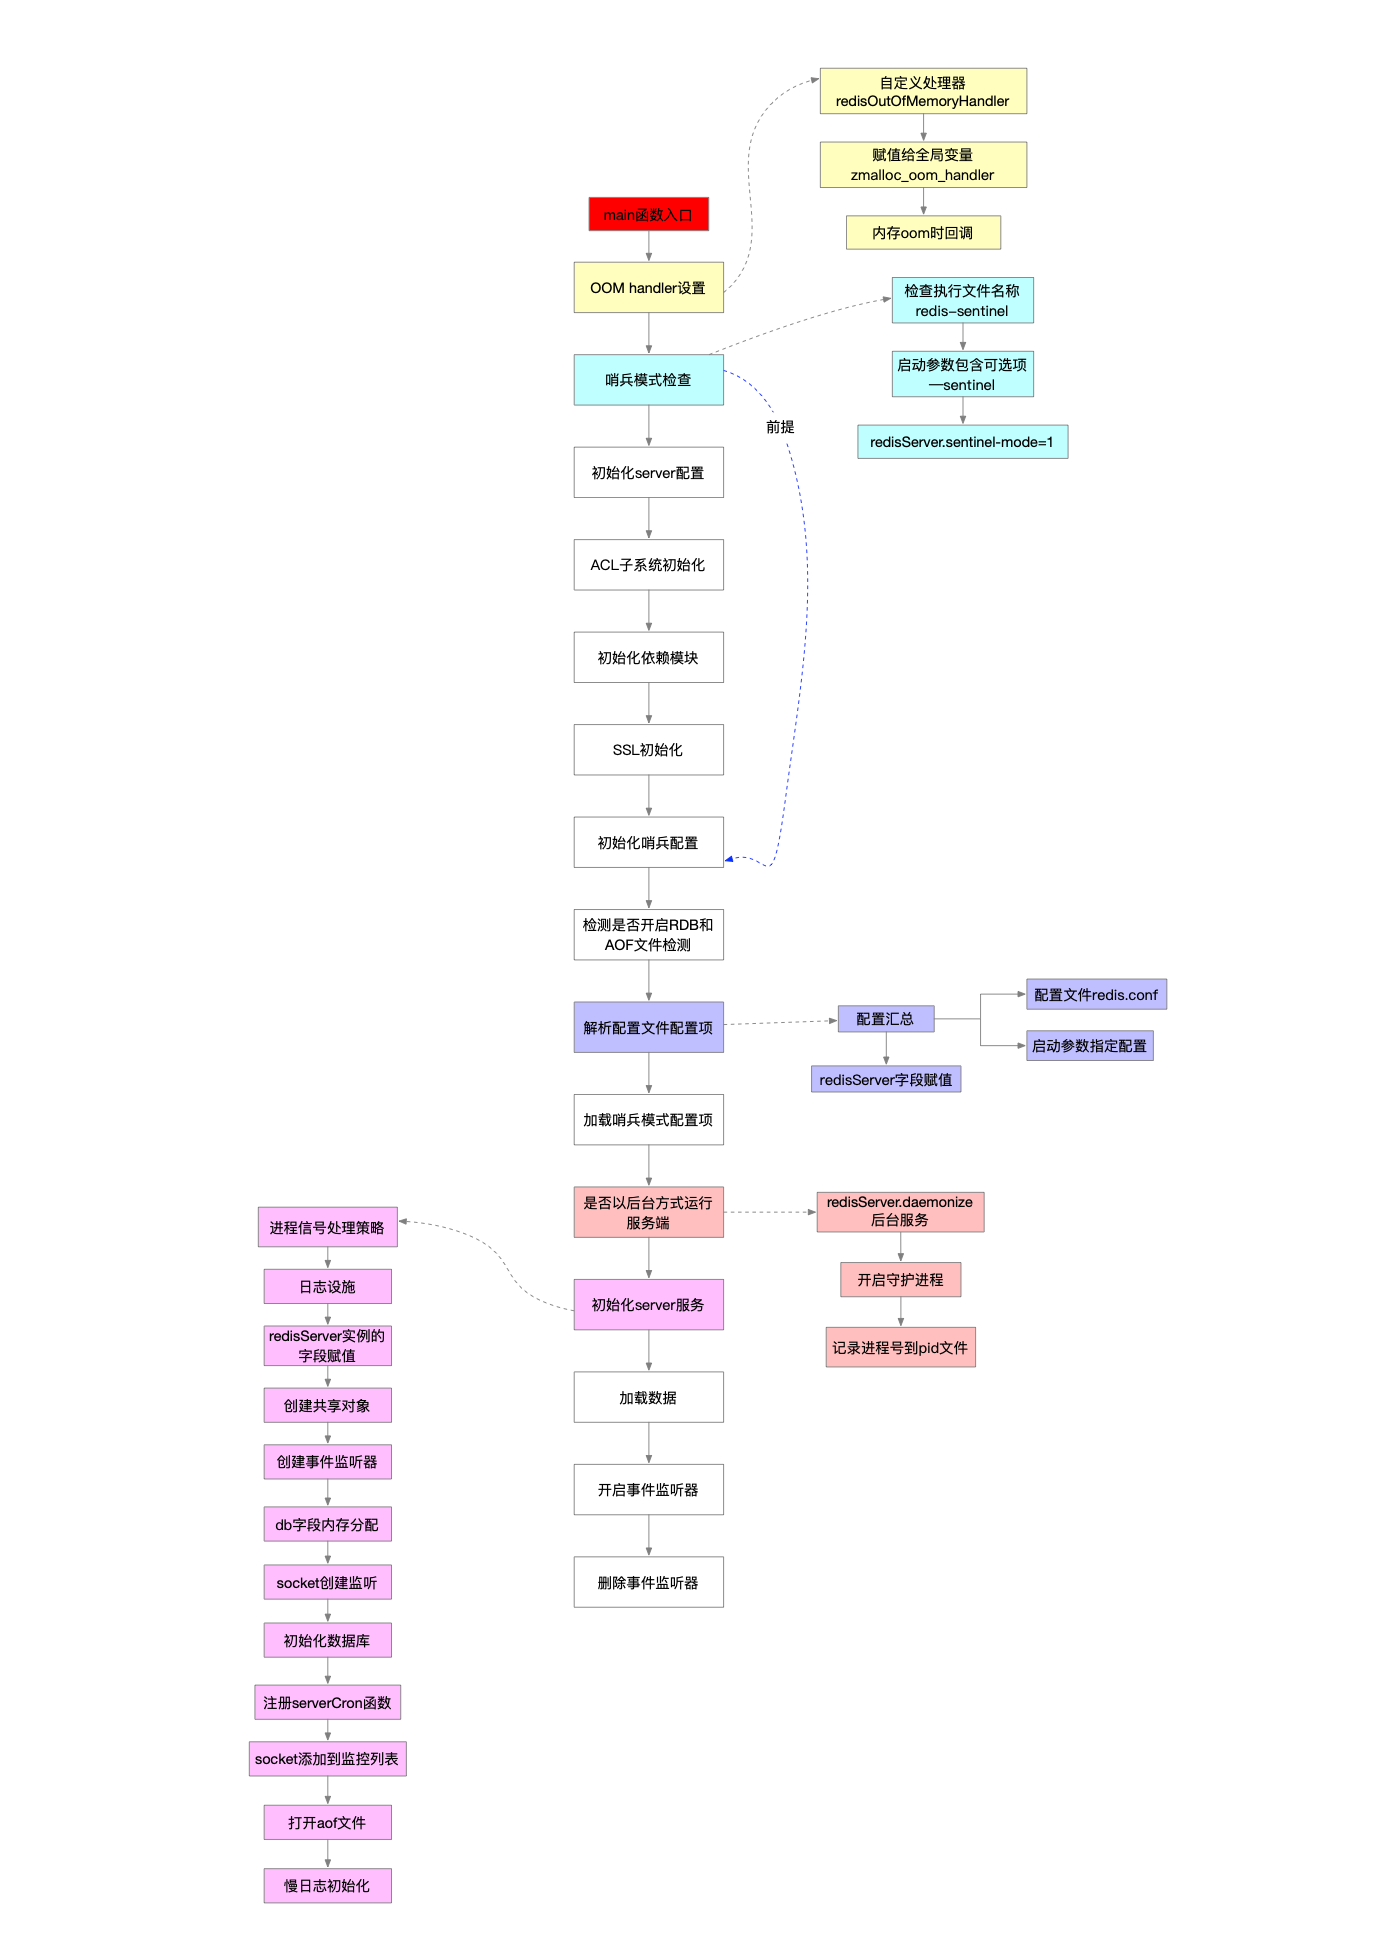 自定义处理器
redisOutOfMemoryHandler
赋值给全局变量
zmalloc_oom_handler
内存oom时回调
main函数入口
OOM handler设置
检查执行文件名称
redis-sentinel
启动参数包含可选项
—sentinel
redisServer.sentinel-mode=1
哨兵模式检查
前提
初始化server配置
ACL子系统初始化
初始化依赖模块
SSL初始化
初始化哨兵配置
检测是否开启RDB和
AOF文件检测
解析配置文件配置项
配置汇总
配置文件redis.conf
启动参数指定配置
redisServer字段赋值
加载哨兵模式配置项
是否以后台方式运行
服务端
redisServer.daemonize
后台服务
开启守护进程
记录进程号到pid文件
初始化server服务
加载数据
开启事件监听器
删除事件监听器
进程信号处理策略
日志设施
redisServer实例的
字段赋值
创建共享对象
创建事件监听器
db字段内存分配
socket创建监听
初始化数据库
注册serverCron函数
socket添加到监控列表
打开aof文件
慢日志初始化